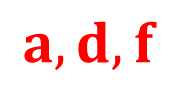 a, d, f